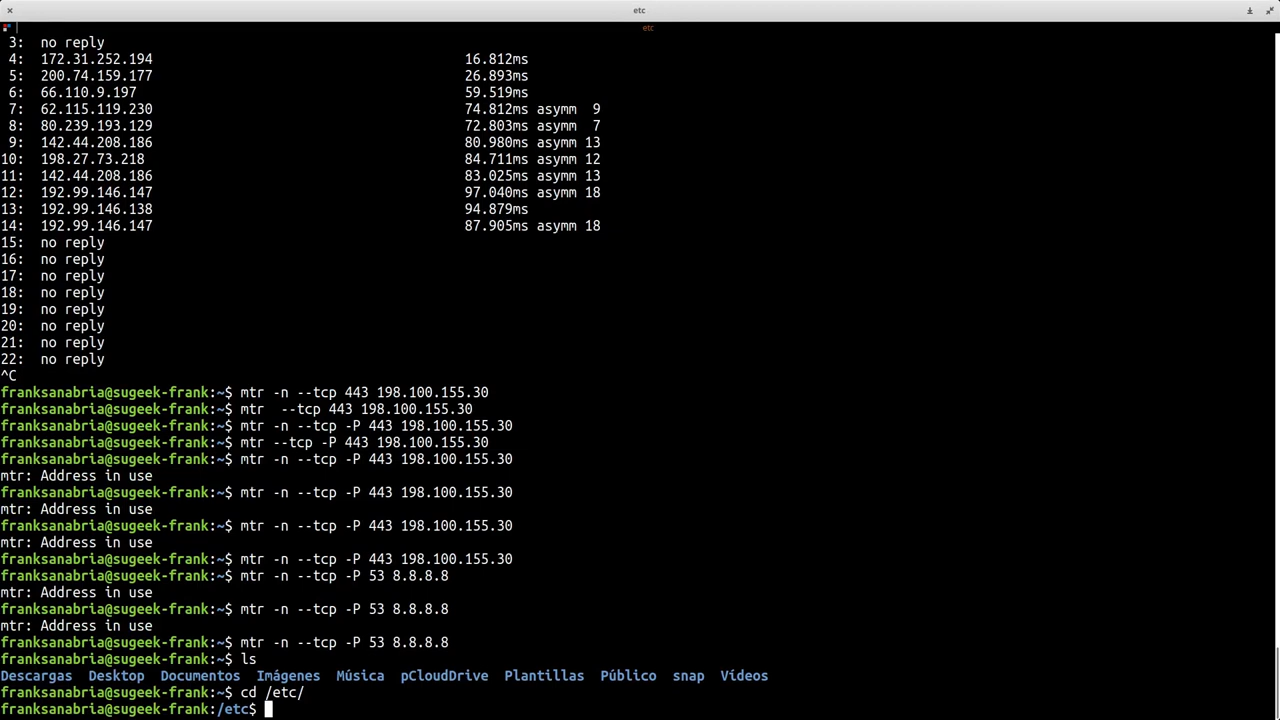 etc
etc
3:  no reply
4:  172.31.252.194 16.812ms
5:  200.74.159.177 26.893ms
6:  66.110.9.197 59.519ms
7:  62.115.119.230 74.812ms asymm  9
8:  80.239.193.129 72.803ms asymm  7
9:  142.44.208.186 80.980ms asymm 13
10:  198.27.73.218 84.711ms asymm 12
11:  142.44.208.186 83.025ms asymm 13
12:  192.99.146.147 97.040ms asymm 18
13:  192.99.146.138 94.879ms
14:  192.99.146.147 87.905ms asymm 18
15:  no reply
16:  no reply
17:  no reply
18:  no reply
19:  no reply
20:  no reply
21:  no reply
22:  no reply
^C
franksanabria@sugeek-frank:~$ mtr -n --tcp 443 198.100.155.30
franksanabria@sugeek-frank:~$ mtr  --tcp 443 198.100.155.30
franksanabria@sugeek-frank:~$ mtr -n --tcp -P 443 198.100.155.30
franksanabria@sugeek-frank:~$ mtr --tcp -P 443 198.100.155.30
franksanabria@sugeek-frank:~$ mtr -n --tcp -P 443 198.100.155.30
mtr: Address in use
franksanabria@sugeek-frank:~$ mtr -n --tcp -P 443 198.100.155.30
mtr: Address in use
franksanabria@sugeek-frank:~$ mtr -n --tcp -P 443 198.100.155.30
mtr: Address in use
franksanabria@sugeek-frank:~$ mtr -n --tcp -P 443 198.100.155.30
franksanabria@sugeek-frank:~$ mtr -n --tcp -P 53 8.8.8.8
mtr: Address in use
franksanabria@sugeek-frank:~$ mtr -n --tcp -P 53 8.8.8.8
mtr: Address in use
franksanabria@sugeek-frank:~$ mtr -n --tcp -P 53 8.8.8.8
franksanabria@sugeek-frank:~$ ls
Descargas  Desktop  Documentos  Imágenes  Música  pCloudDrive  Plantillas  Público  snap  Vídeos
franksanabria@sugeek-frank:~$ cd /etc/
franksanabria@sugeek-frank:/etc$